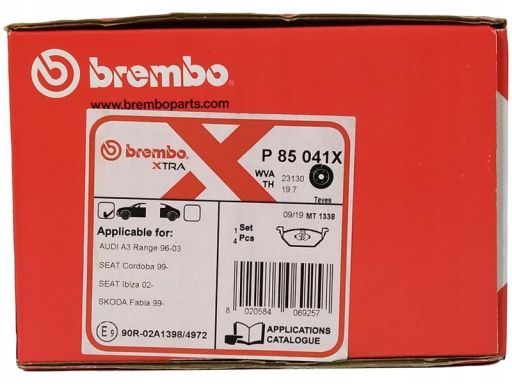 brembo
www.bremboparts.com
brembo
XTRA
X
P 85 041X
WVA 23130
TH 19.7
Teves
09/19 MT 1338
1 Set
4 Pcs
Applicable for:
AUDI A3 Range 96-03
SEAT Cordoba 99-
SEAT Ibiza 02-
SKODA Fabia 99-
8 020584 069257
E9 90R-02A1398/4972
APPLICATIONS
CATALOGUE